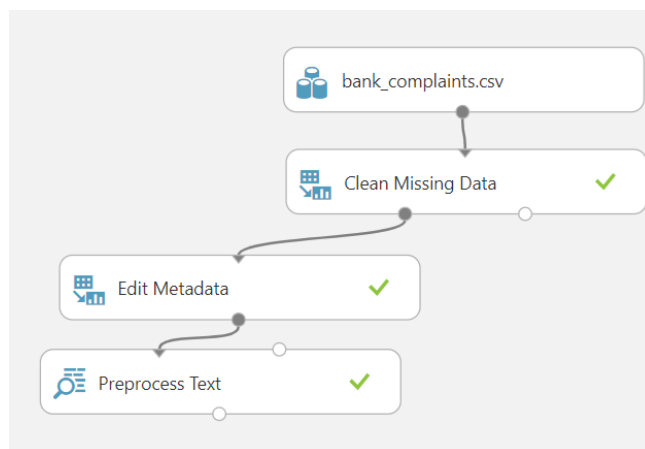 bank_complaints.csv
Clean Missing Data
Edit Metadata
Preprocess Text